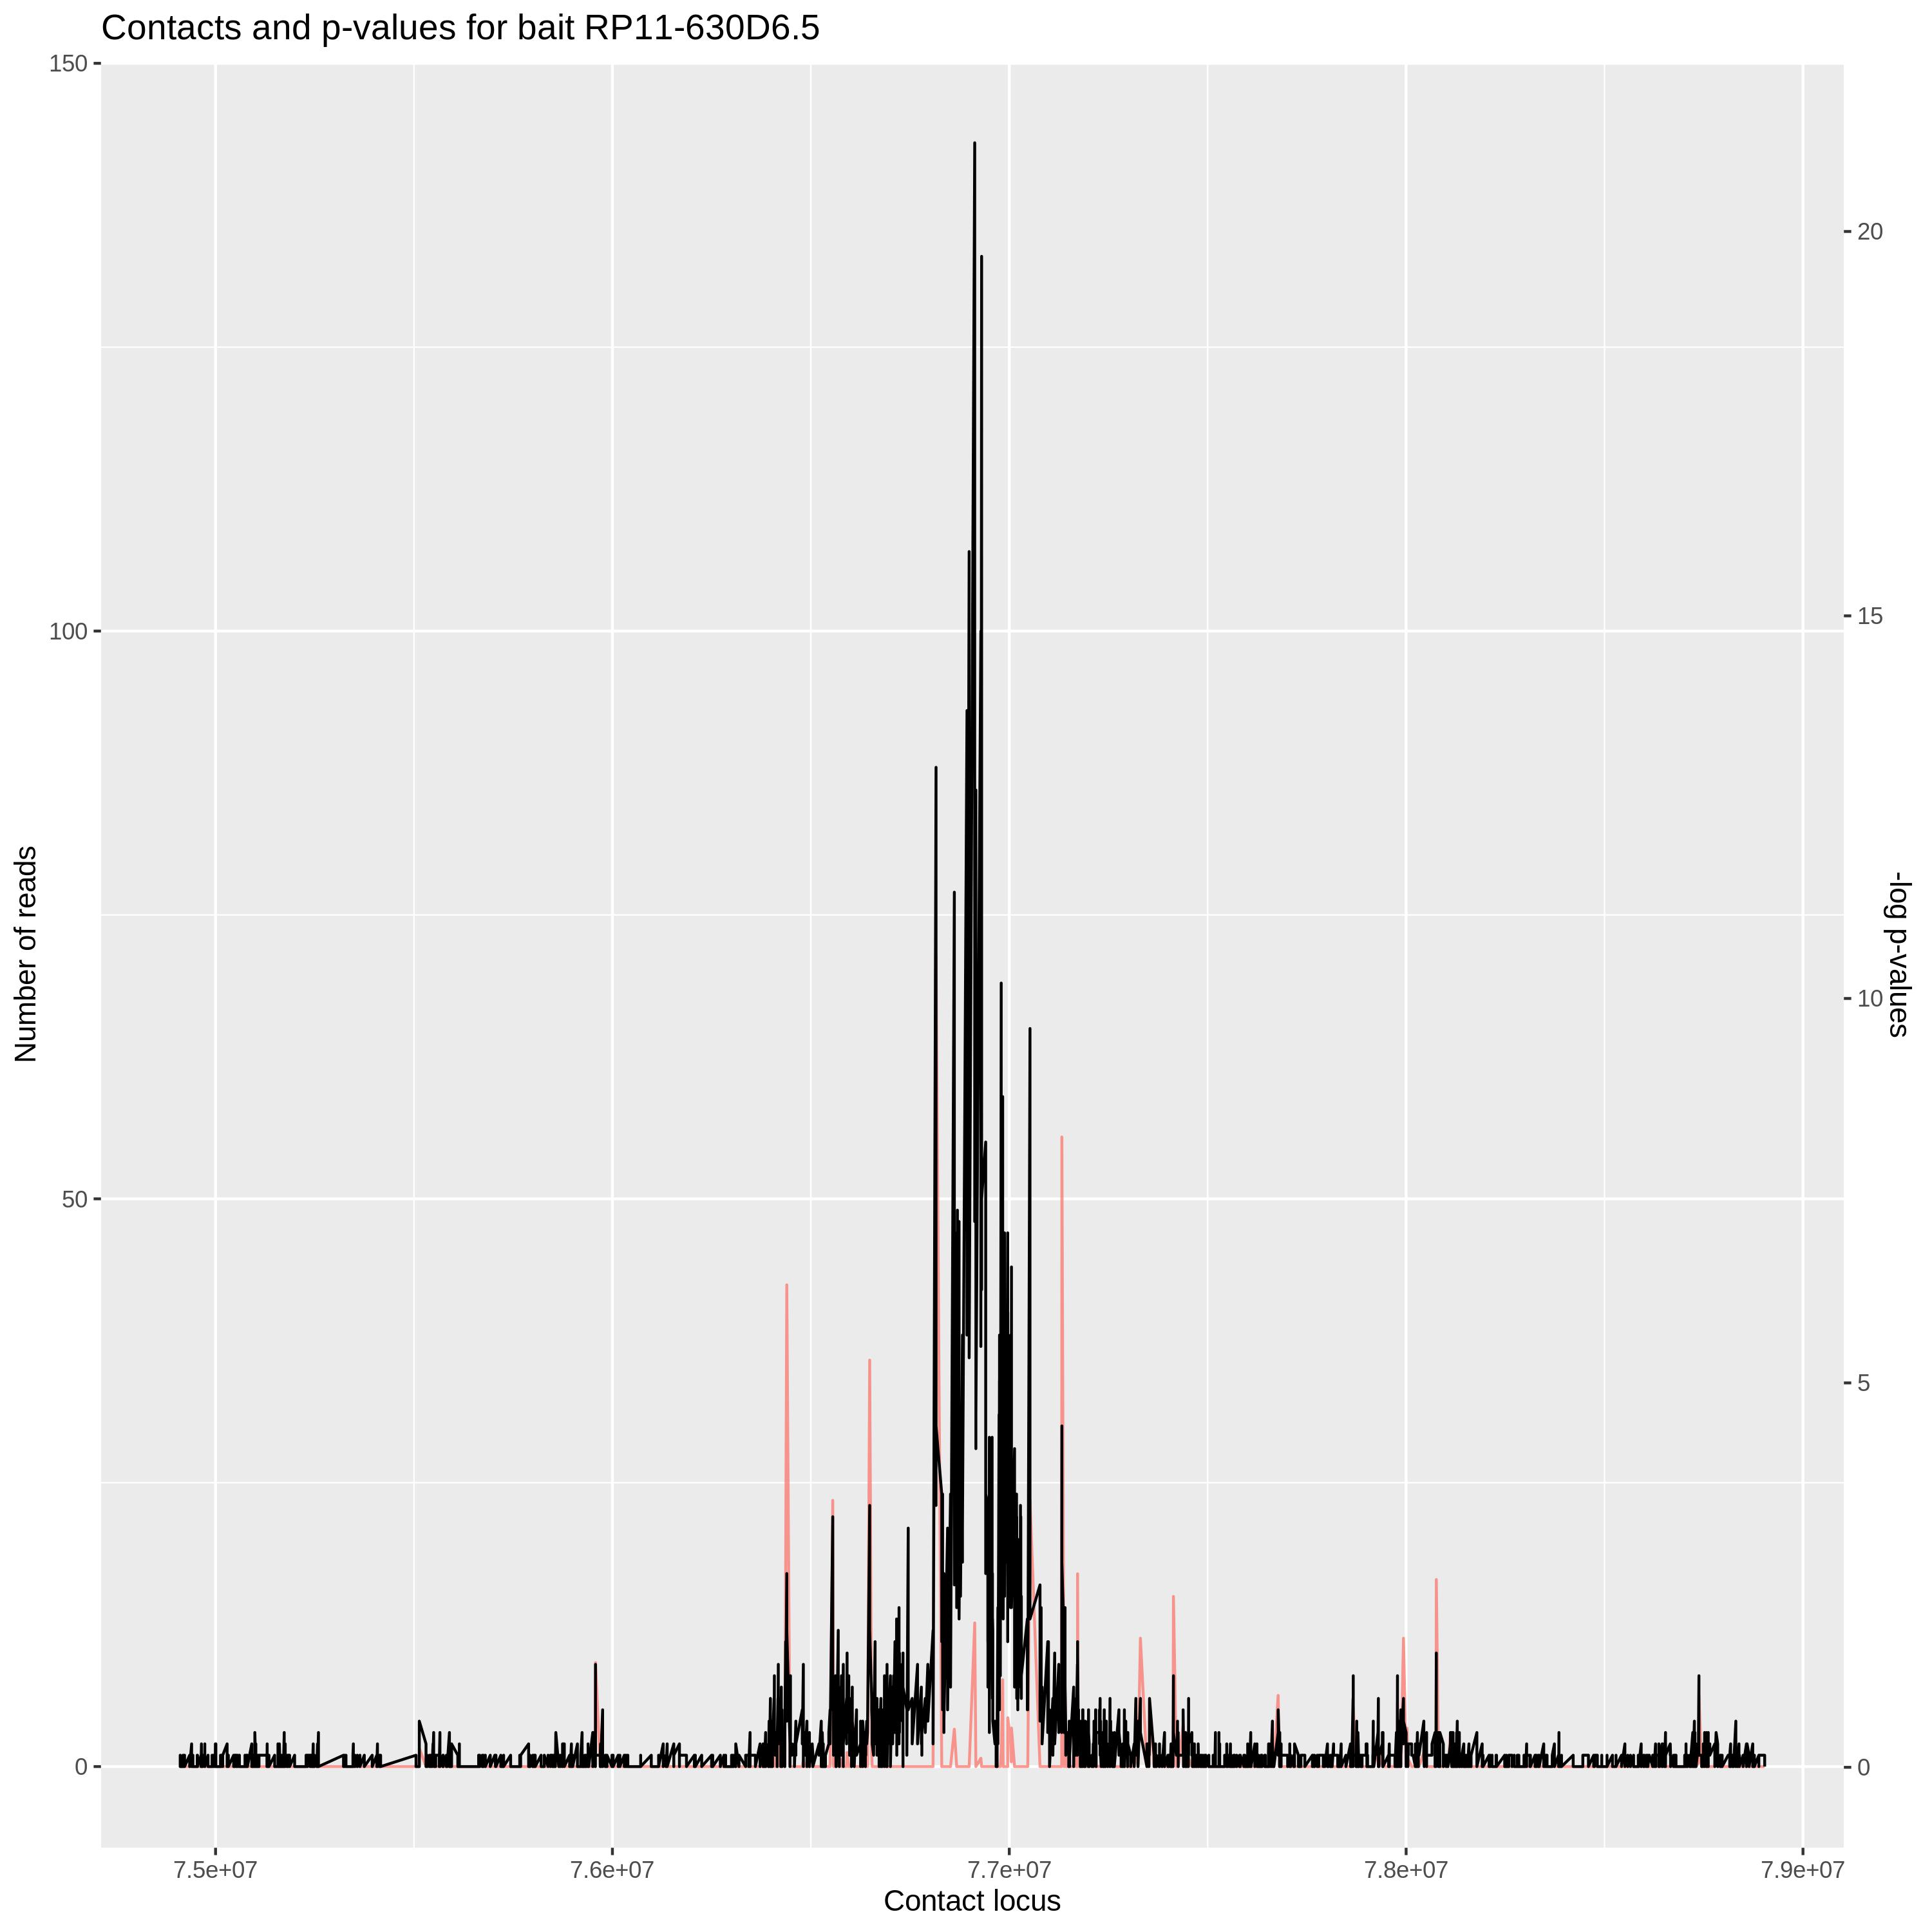 Contacts and p-values for bait RP11-630D6.5
150
100
50
0
Number of reads
20
15
10
5
0
-log p-values
7.5e+07
7.6e+07
7.7e+07
7.8e+07
7.9e+07
Contact locus